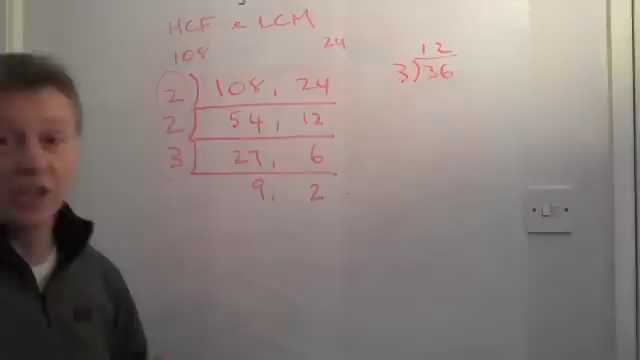 HCF & LCM
108 24
2 ) 108, 24
2 ) 54, 12
3 ) 27, 6
9, 2
12
3 ) 36